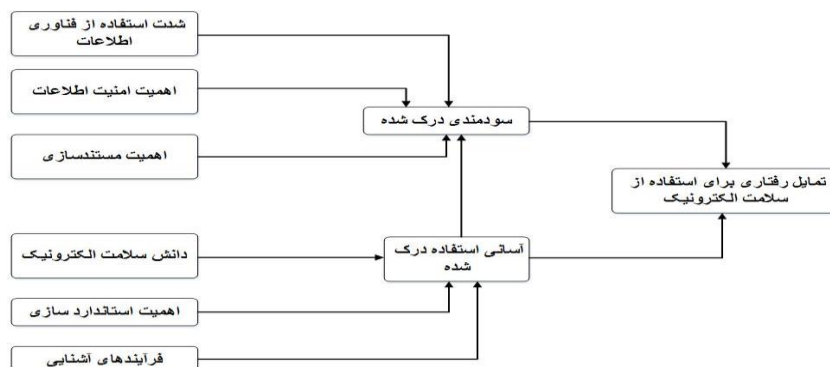 شدت استفاده از فناوری
اطلاعات
اهمیت امنیت اطلاعات
سودمندی درک شده
اهمیت مستندسازی
تمایل رفتاری برای استفاده از
سلامت الکترونیک
آسانی استفاده درک
شده
دانش سلامت الکترونیک
اهمیت استاندارد سازی
فرآیندهای آشنایی